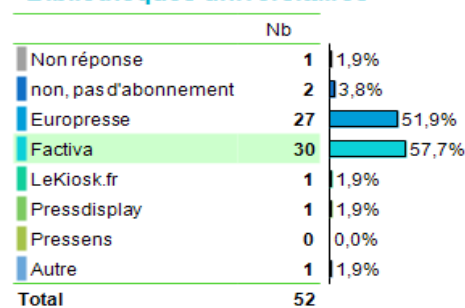 Nb
Non réponse 1 1,9%
non, pas d'abonnement 2 3,8%
Europresse 27 51,9%
Factiva 30 57,7%
LeKiosk.fr 1 1,9%
Pressdisplay 1 1,9%
Pressens 0 0,0%
Autre 1 1,9%
Total 52